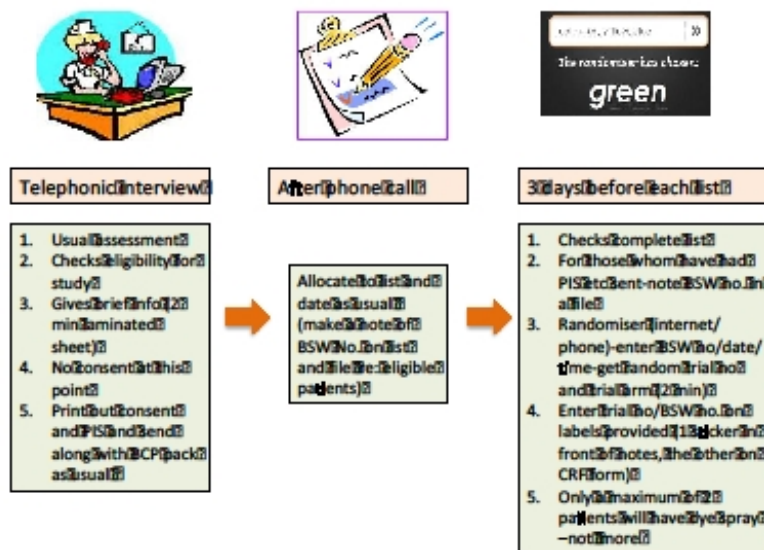 The randomiser has chosen:
green
Telephonic interview
After phone call
3 days before each list
1. Usual assessment
2. Checks eligibility for
study
3. Gives brief info (2
min laminated
sheet)
4. No consent at this
point
5. Print out consent
and PIS and send
along with BCP pack
as usual
Allocate to list and
date as usual
(make a note of
BSW No. on list
and file re: eligible
patients)
1. Checks complete list
2. For those whom have had
PIS etc sent-note BSW no. in
a file
3. Randomiser (internet/
phone)-enter BSW no/date/
time-get random trial no
and trial arm (2 min)
4. Enter trial no/BSW no. on
labels provided (1 sticker in
front of notes, the other on
CRF form)
5. Only a maximum of 2
patients will have dye spray
–not more